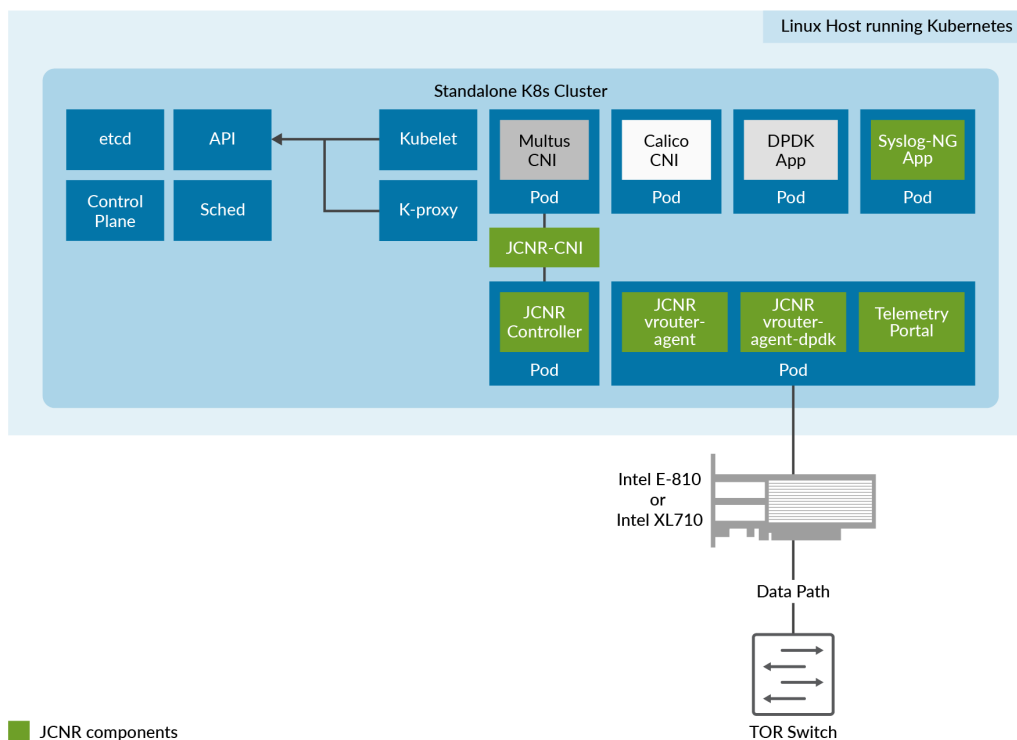 Linux Host running Kubernetes
Standalone K8s Cluster
etcd
API
Kubelet
Multus
CNI
Pod
Calico
CNI
Pod
DPDK
App
Pod
Syslog-NG
App
Pod
Control
Plane
Sched
K-proxy
JCNR-CNI
JCNR
Controller
Pod
JCNR
vrouter-
agent
JCNR
vrouter-
agent-dpdk
Telemetry
Portal
Pod
Intel E-810
or
Intel XL710
Data Path
TOR Switch
JCNR components